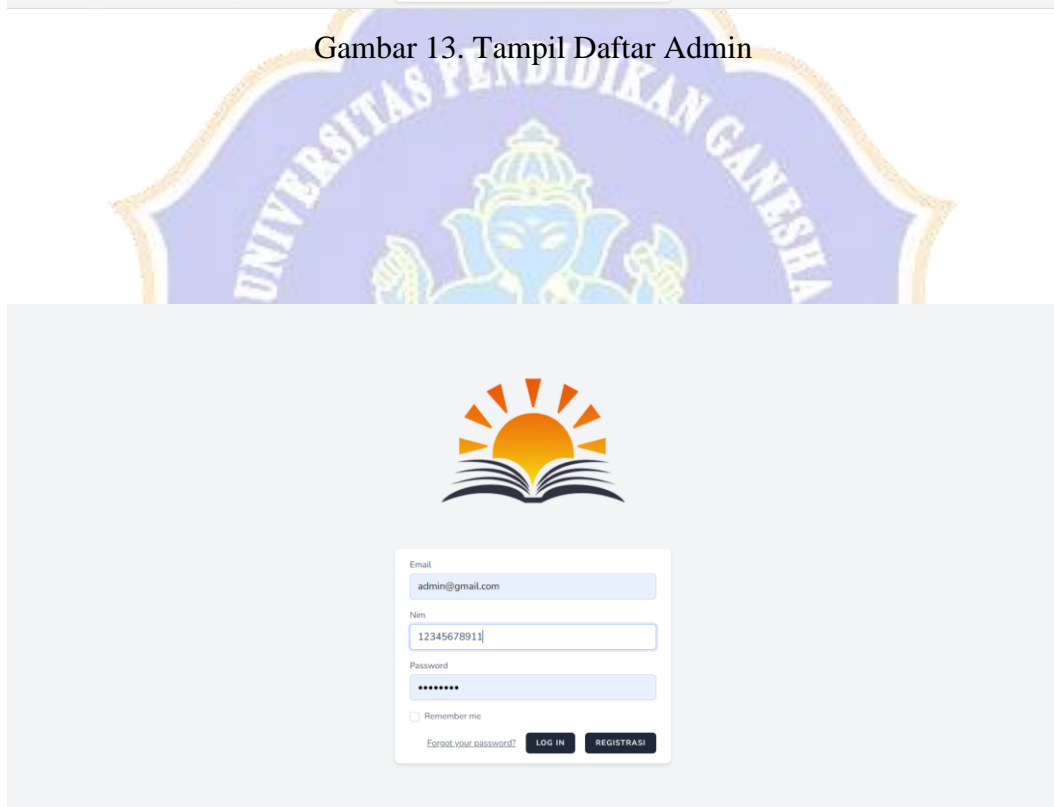 Gambar 13. Tampil Daftar Admin
UNIVERSITAS PENDIDIKAN GANESHA
Email
admin@gmail.com
Nim
12345678911
Password
••••••••
Remember me
Forgot your password? LOG IN REGISTRASI